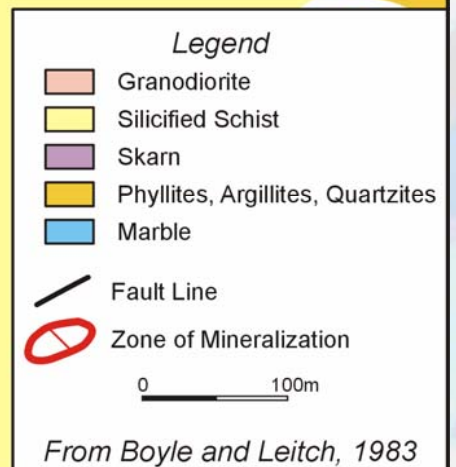 Legend
Granodiorite
Silicified Schist
Skarn
Phyllites, Argillites, Quartzites
Marble
Fault Line
Zone of Mineralization
0 100m
From Boyle and Leitch, 1983